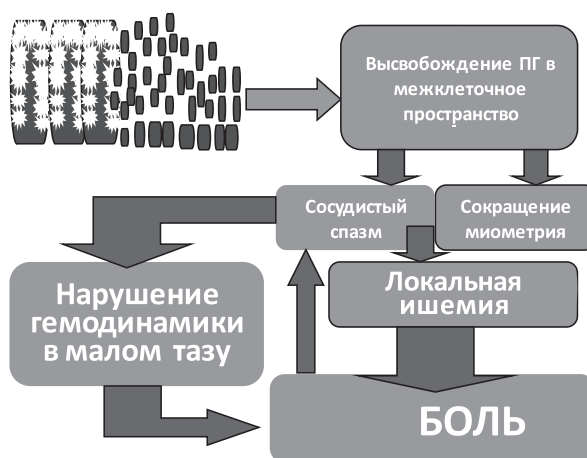 Высвобождение ПГ в
межклеточное
пространство
Сосудистый
спазм
Сокращение
миометрия
Нарушение
гемодинамики
в малом тазу
Локальная
ишемия
БОЛЬ